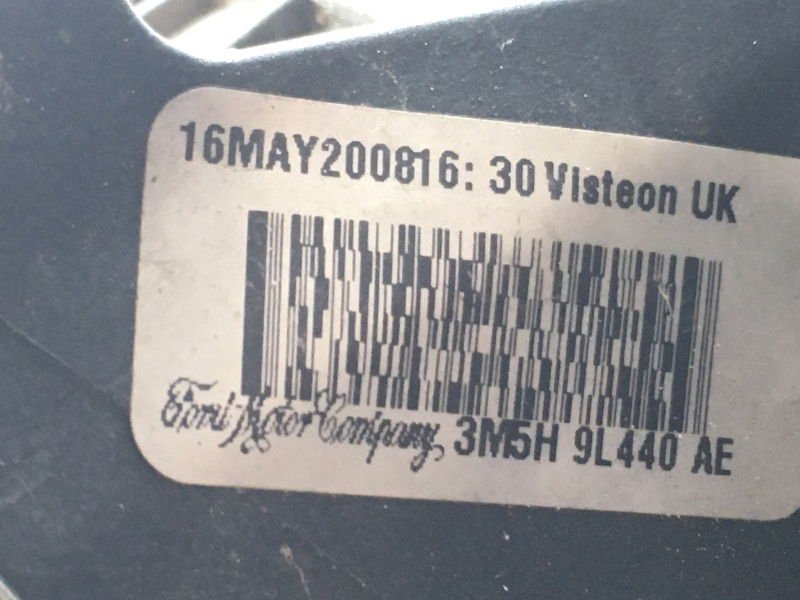 16MAY200816: 30 Visteon UK
Ford Motor Company, 3M5H 9L440 AE